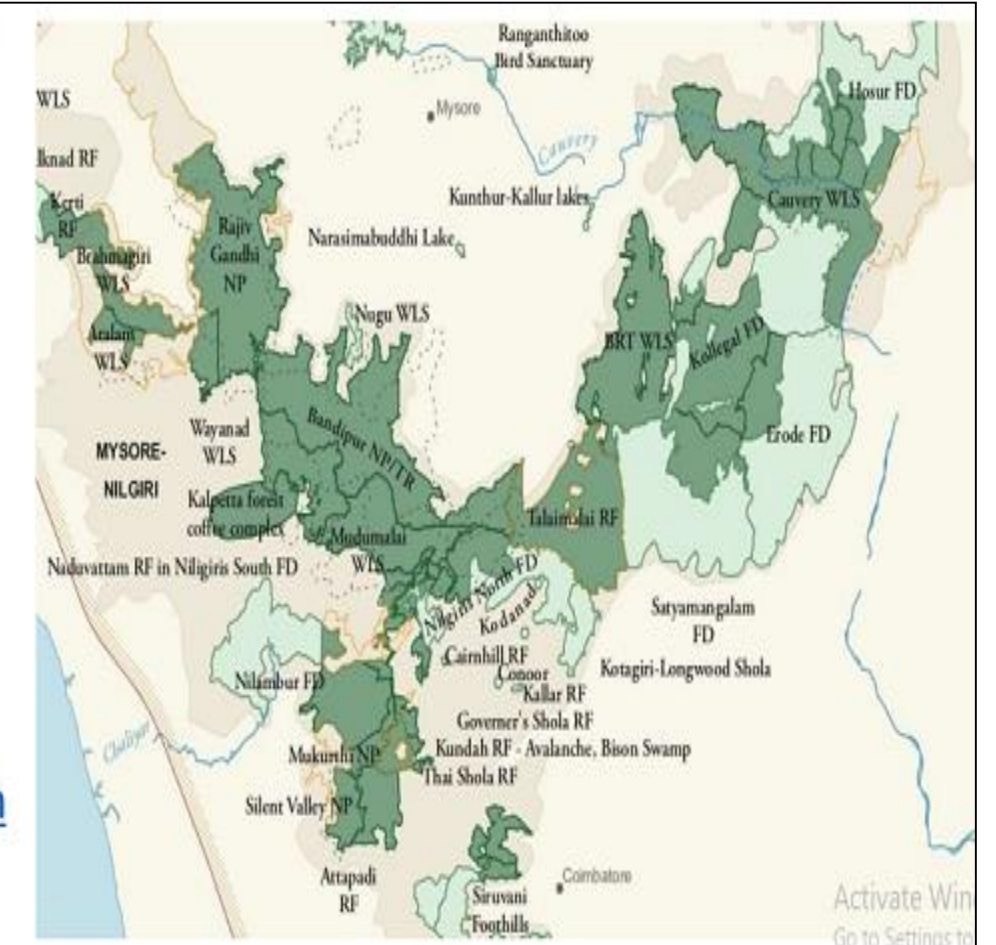 Ranganthitoo
Bird Sanctuary
WLS
Hosur FD
Mysore
Cauvery
lknad RF
Kerti
RF
Kunthur-Kallur lakes
Cauvery WLS
Rajiv
Gandhi
NP
Narasimabuddhi Lake
Brahmagiri
WLS
Nugu WLS
Aralam
WLS
BRT WLS
Kollegal FD
Wayanad
WLS
Bandipur NP/TR
Erode FD
MYSORE-
NILGIRI
Kalpetta forest
coffee complex
Talaimalai RF
Mudumalai
WLS
Naduvattam RF in Niligiris South FD
Nilgiris North FD
Kodanad
Satyamangalam
FD
Cairnhill RF
Conoor
Kotagiri-Longwood Shola
Nilambur FD
Kallar RF
Governer's Shola RF
Chaliyar
Mukurthi NP
Kundah RF - Avalanche, Bison Swamp
Thai Shola RF
Silent Valley NP
Attapadi
RF
Coimbatore
Siruvani
Foothills
Activate Win
Go to Settings to